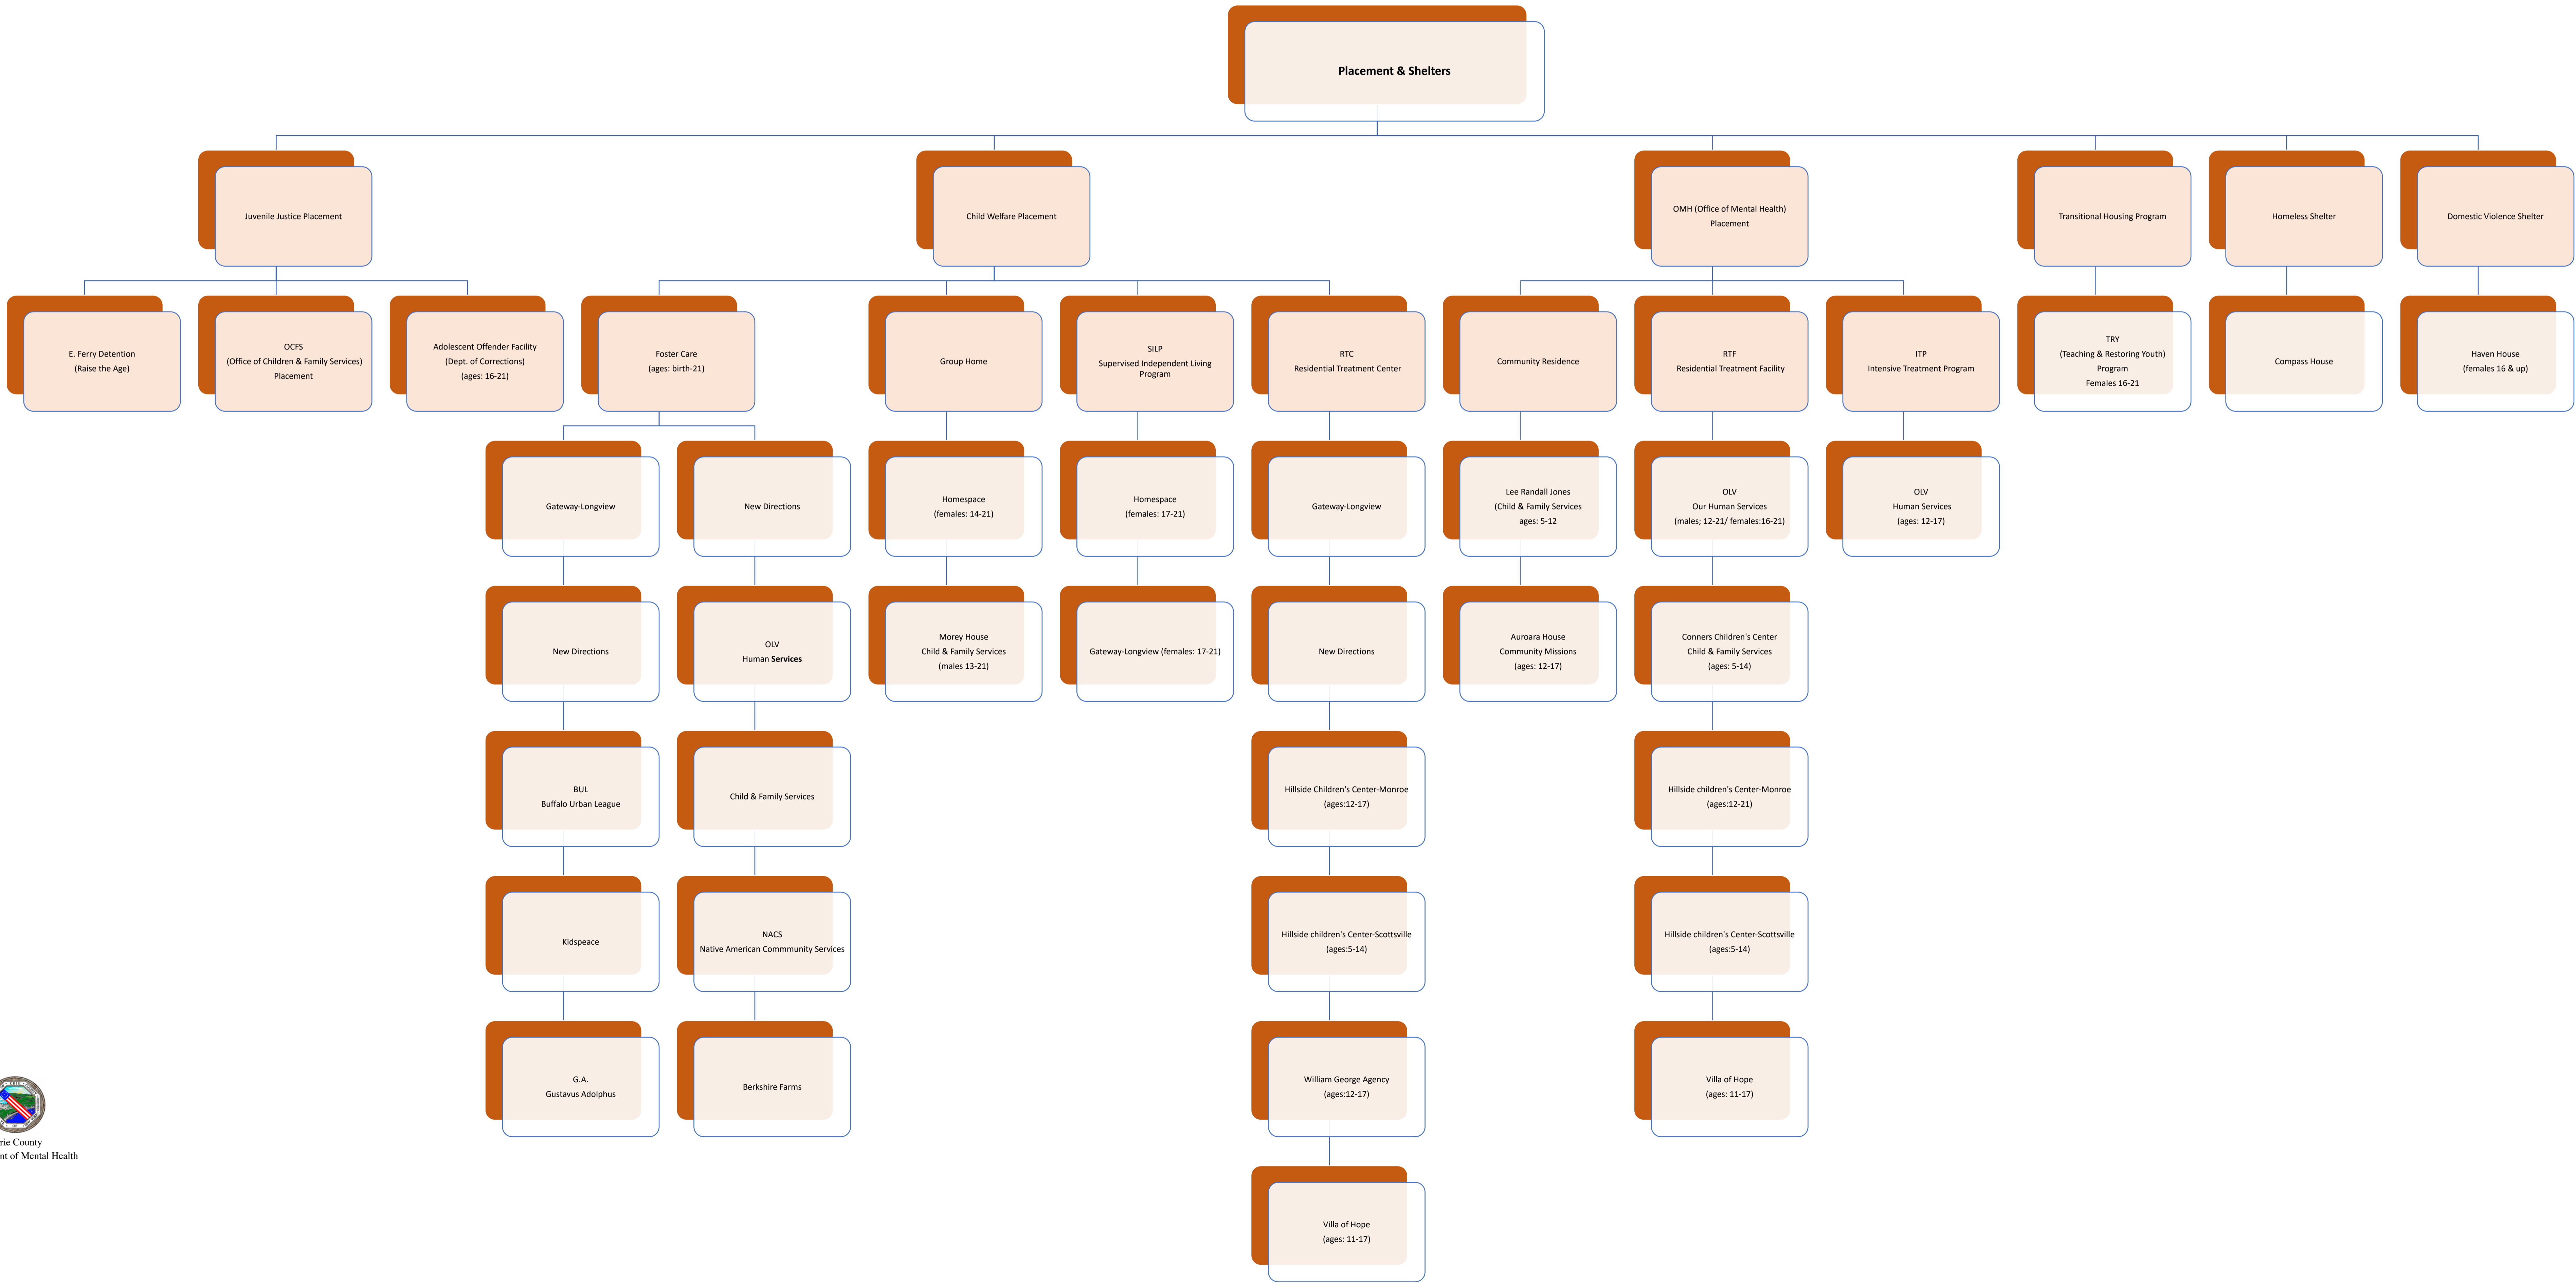 Placement & Shelters
Juvenile Justice Placement
Child Welfare Placement
OMH (Office of Mental Health)
Placement
Transitional Housing Program
Homeless Shelter
Domestic Violence Shelter
E. Ferry Detention
(Raise the Age)
OCFS
(Office of Children & Family Services)
Placement
Adolescent Offender Facility
(Dept. of Corrections)
(ages: 16-21)
Foster Care
(ages: birth-21)
Group Home
SILP
Supervised Independent Living
Program
RTC
Residential Treatment Center
Community Residence
RTF
Residential Treatment Facility
ITP
Intensive Treatment Program
TRY
(Teaching & Restoring Youth)
Program
Females 16-21
Compass House
Haven House
(females 16 & up)
Gateway-Longview
New Directions
Homespace
(females: 14-21)
Homespace
(females: 17-21)
Gateway-Longview
Lee Randall Jones
(Child & Family Services
ages: 5-12
OLV
Our Human Services
(males; 12-21/ females:16-21)
OLV
Human Services
(ages: 12-17)
New Directions
OLV
Human Services
Morey House
Child & Family Services
(males 13-21)
Gateway-Longview (females: 17-21)
New Directions
Auroara House
Community Missions
(ages: 12-17)
Conners Children's Center
Child & Family Services
(ages: 5-14)
BUL
Buffalo Urban League
Child & Family Services
Hillside Children's Center-Monroe
(ages:12-17)
Hillside children's Center-Monroe
(ages:12-21)
Kidspeace
NACS
Native American Commmunity Services
Hillside children's Center-Scottsville
(ages:5-14)
Hillside children's Center-Scottsville
(ages:5-14)
G.A.
Gustavus Adolphus
Berkshire Farms
William George Agency
(ages:12-17)
Villa of Hope
(ages: 11-17)
rie County
nt of Mental Health
Villa of Hope
(ages: 11-17)